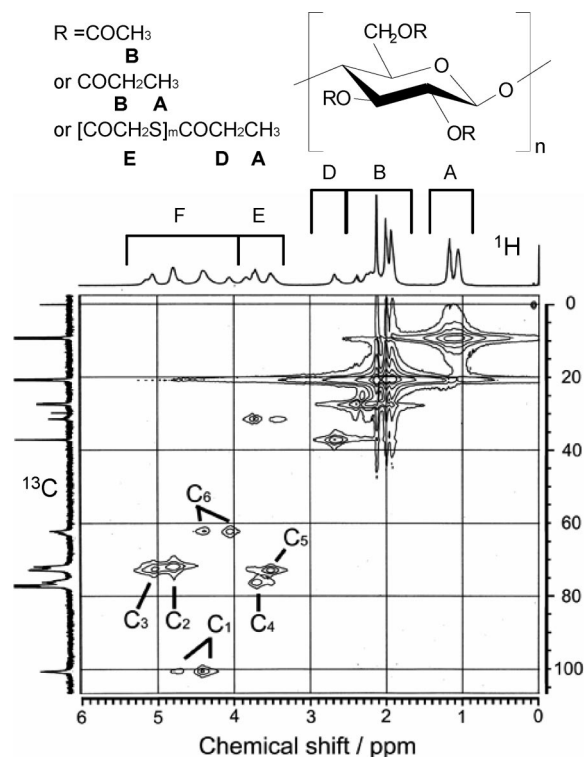 R =COCH₃
B
or COCH₂CH₃
B A
or [COCH₂S]ₘCOCH₂CH₃
E D A
CH₂OR
O
RO
OR
O
n
F E D B A
¹H
¹³C
0
20
40
60
80
100
C₆
C₅
C₃ C₂ C₁ C₄
6 5 4 3 2 1 0
Chemical shift / ppm